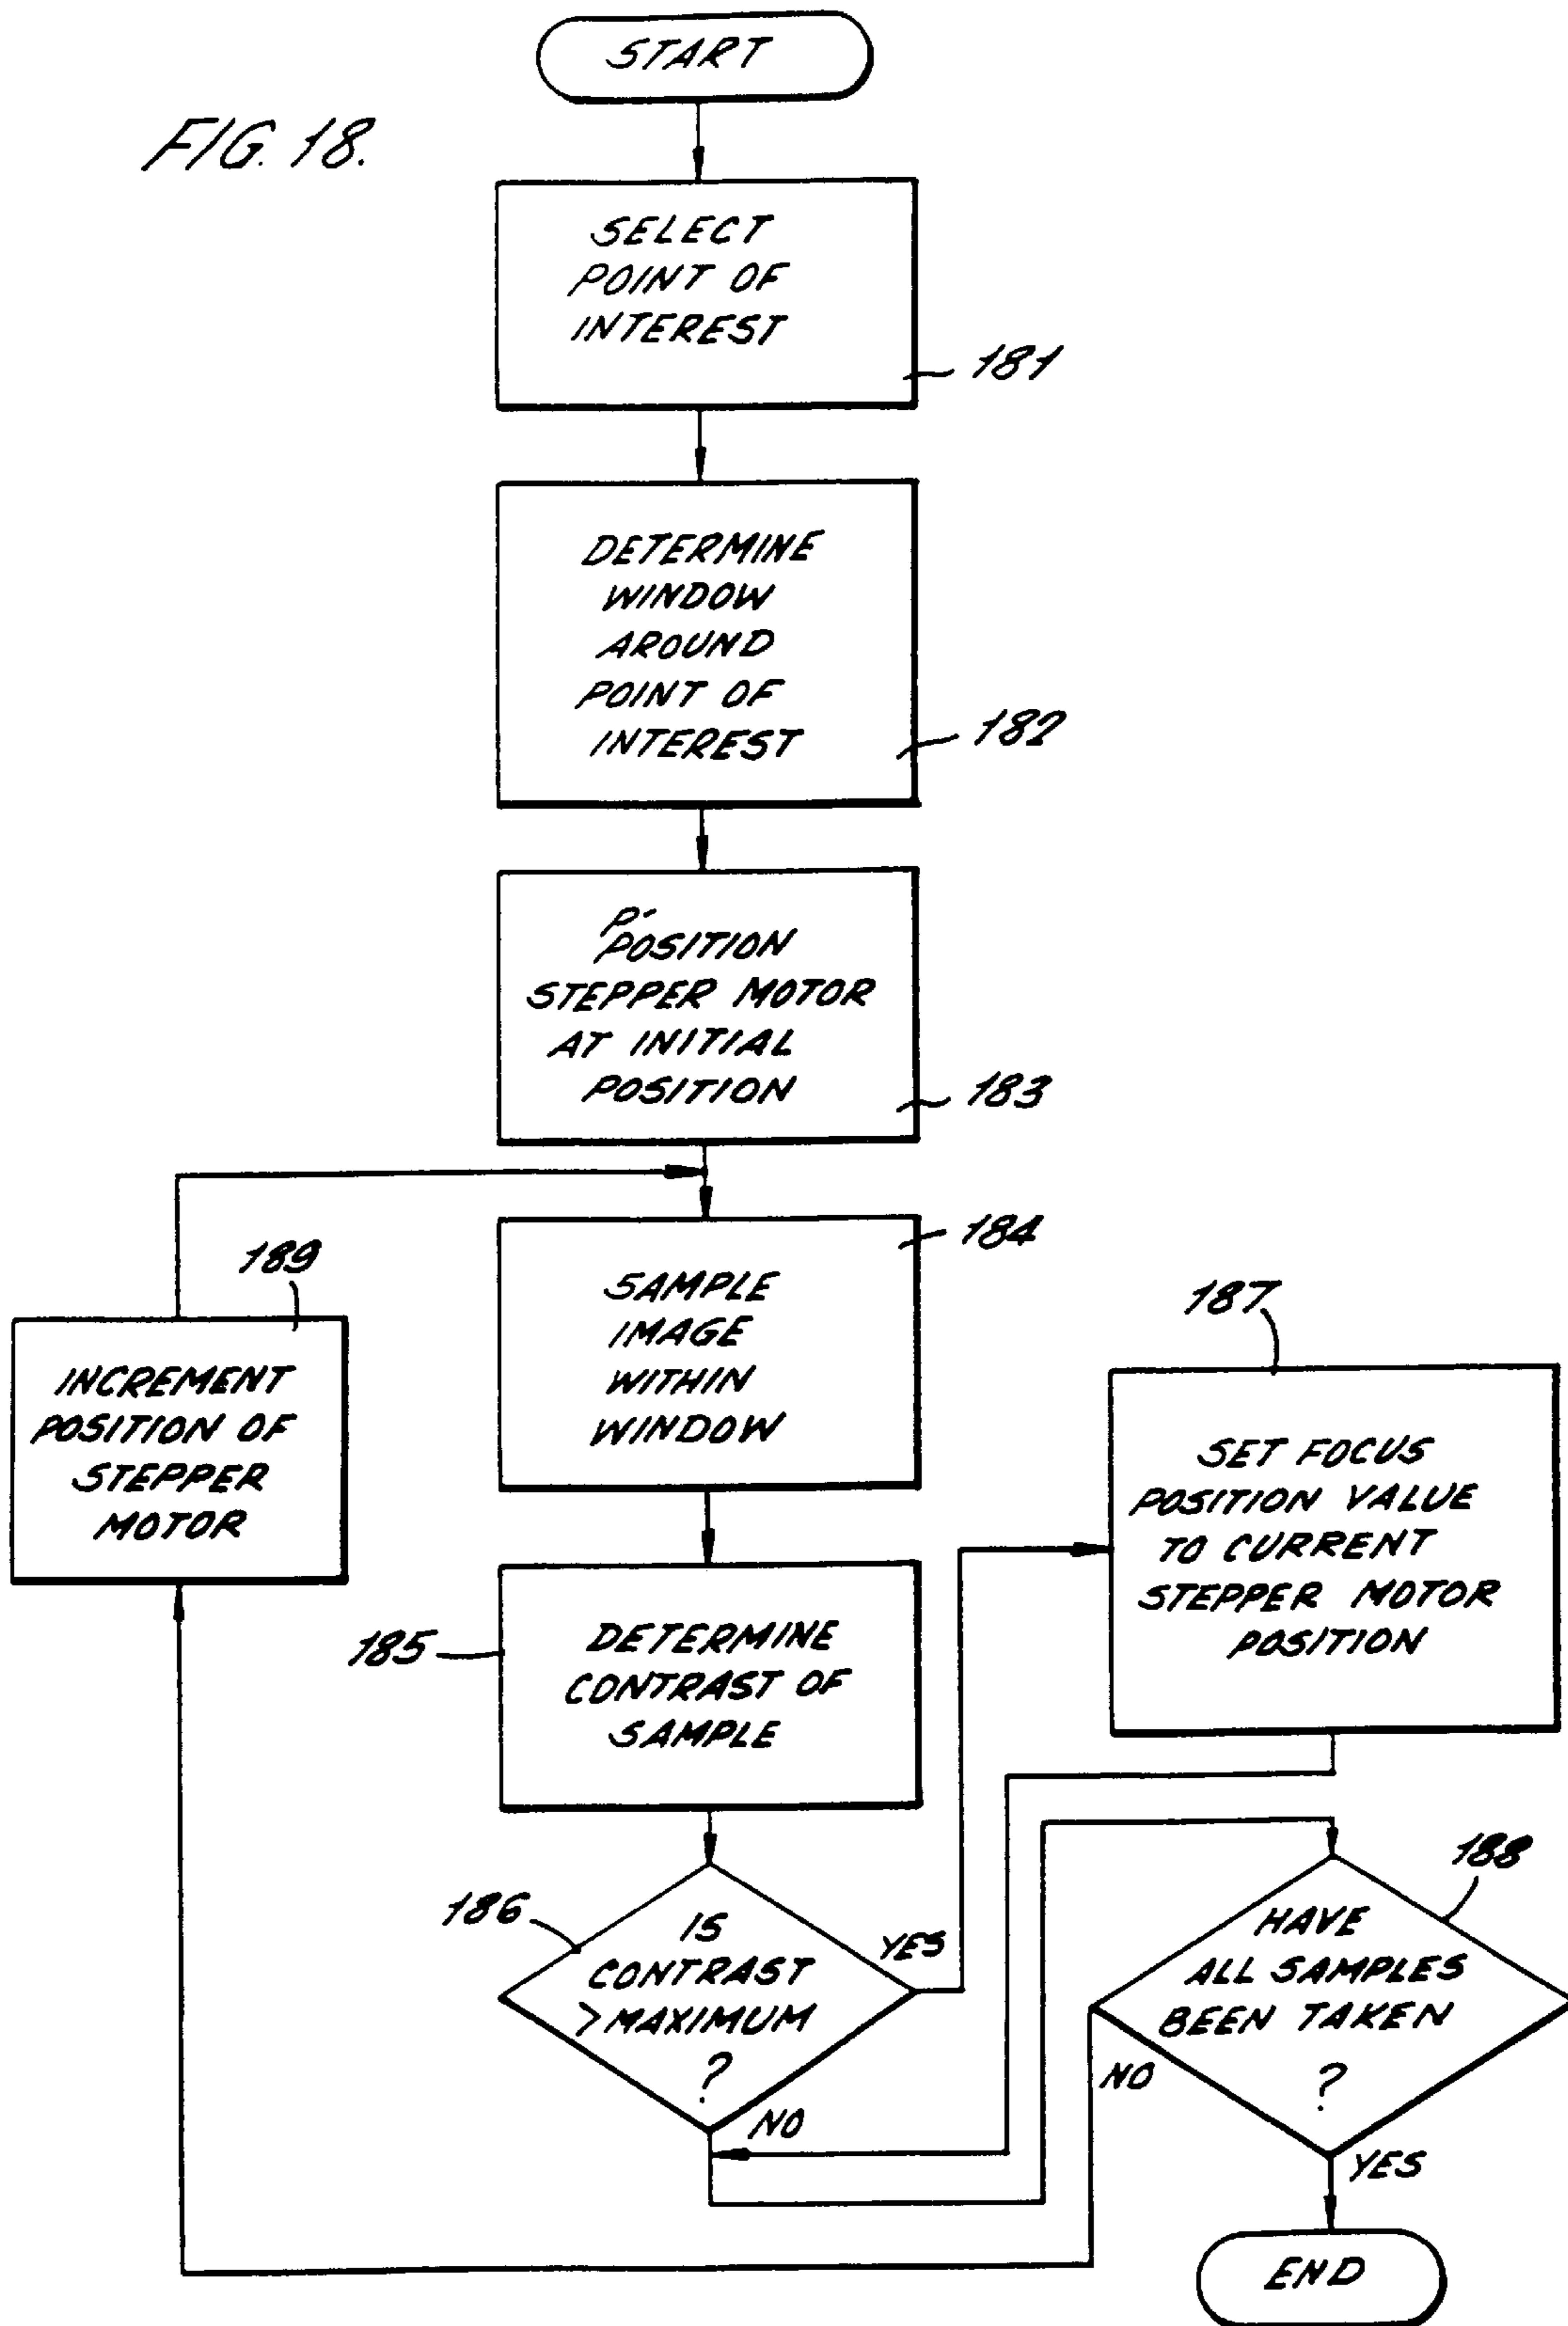 START
FIG. 18.
SELECT
POINT OF
INTEREST
181
DETERMINE
WINDOW
AROUND
POINT OF
INTEREST
182
P-
POSITION
STEPPER MOTOR
AT INITIAL
POSITION
183
184
SAMPLE
IMAGE
WITHIN
WINDOW
189
INCREMENT
POSITION OF
STEPPER
MOTOR
187
SET FOCUS
POSITION VALUE
TO CURRENT
STEPPER MOTOR
POSITION
185
DETERMINE
CONTRAST OF
SAMPLE
186
IS
CONTRAST
> MAXIMUM
?
YES
NO
188
HAVE
ALL SAMPLES
BEEN TAKEN
?
NO
YES
END